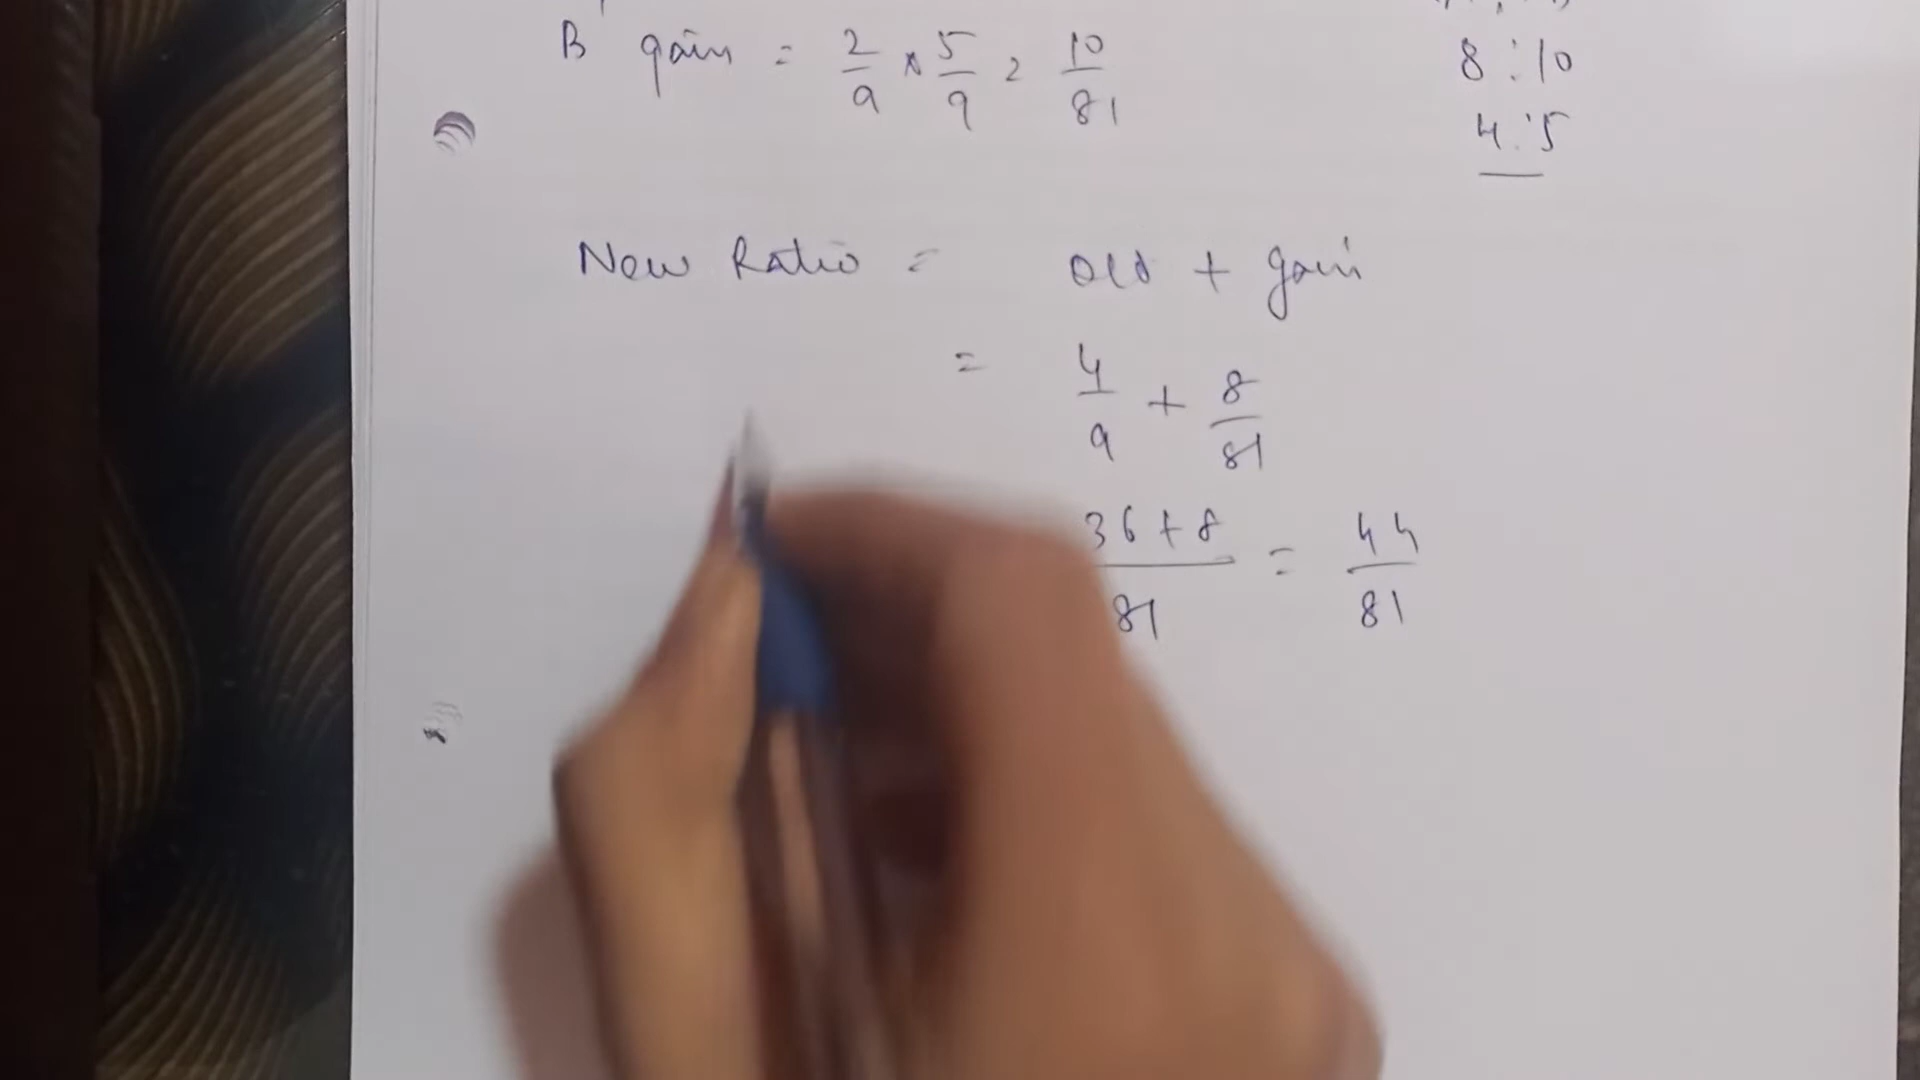 B gain = 2/9 × 5/9 = 10/81
8 : 10
4 : 5
New Ratio = old + gain
= 4/9 + 8/81
36 + 8/81 = 44/81